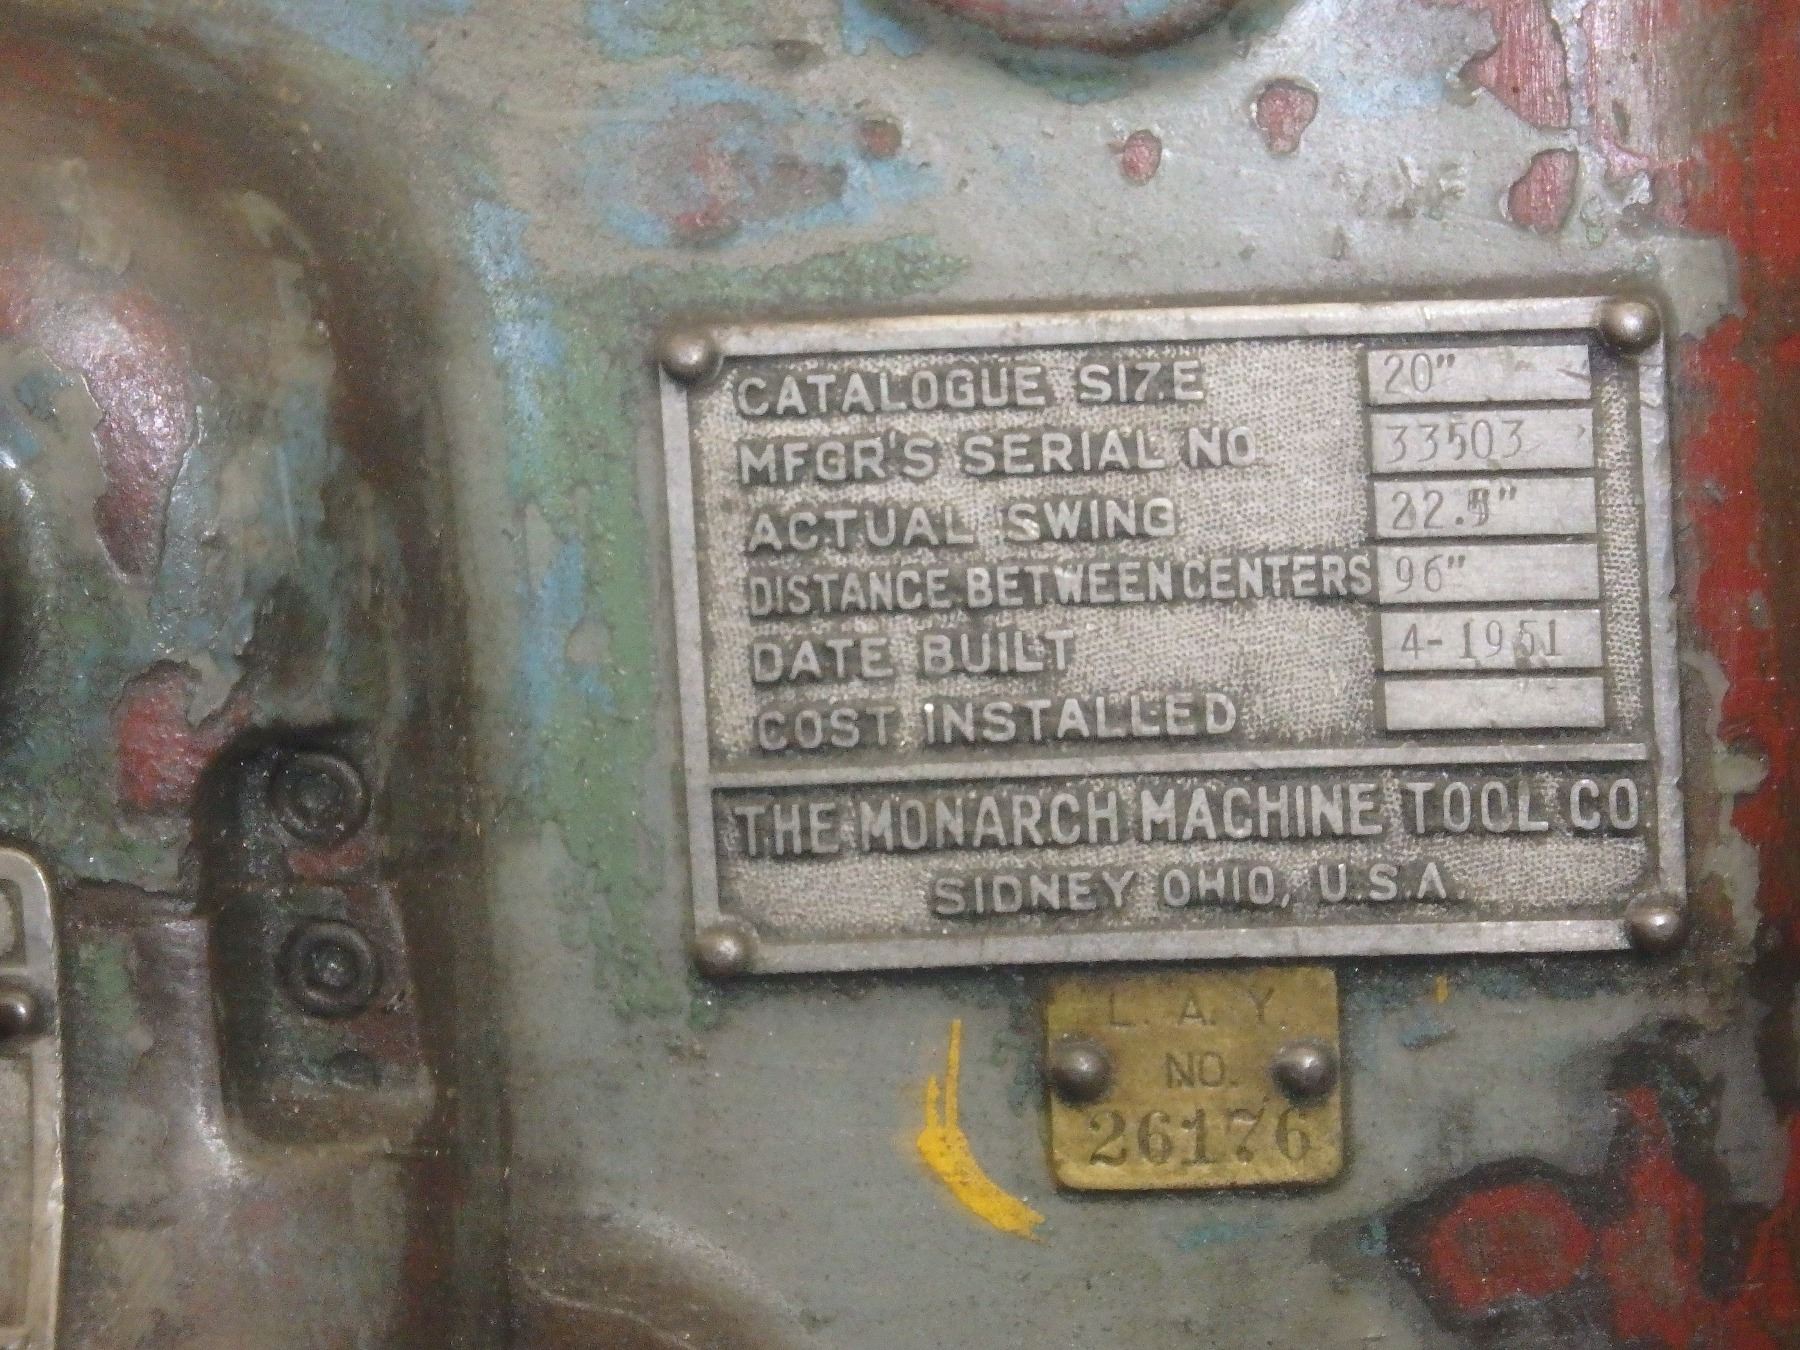 CATALOGUE SIZE 20"
MFGR'S SERIAL NO. 33503
ACTUAL SWING
DISTANCE BETWEEN CENTERS 96"
DATE BUILT 4-1951
COST INSTALLED
THE MONARCH MACHINE TOOL CO.
SIDNEY OHIO, U.S.A.
L. A. Y.
NO.
26176